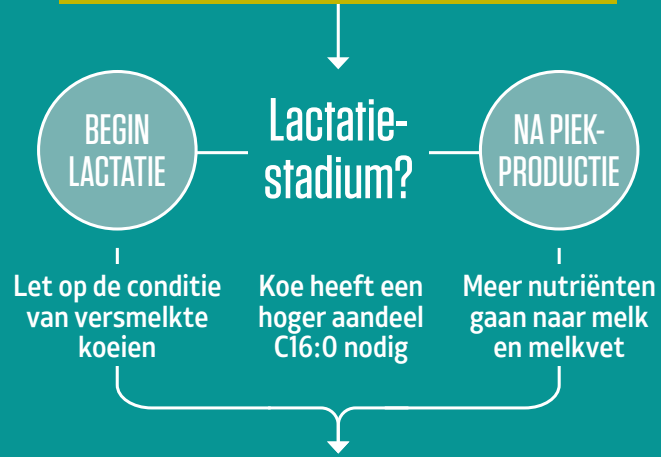 BEGIN
LACTATIE
Lactatie-
stadium?
NA PIEK-
PRODUCTIE
Let op de conditie
van versmelkte
koeien
Koe heeft een
hoger aandeel
C16:0 nodig
Meer nutriënten
gaan naar melk
en melkvet